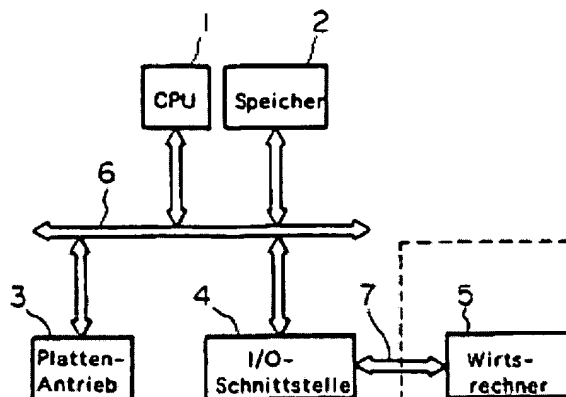 1
2
CPU
Speicher
6
3
4
7
5
Platten-
Antrieb
I/O-
Schnittstelle
Wirts-
rechner